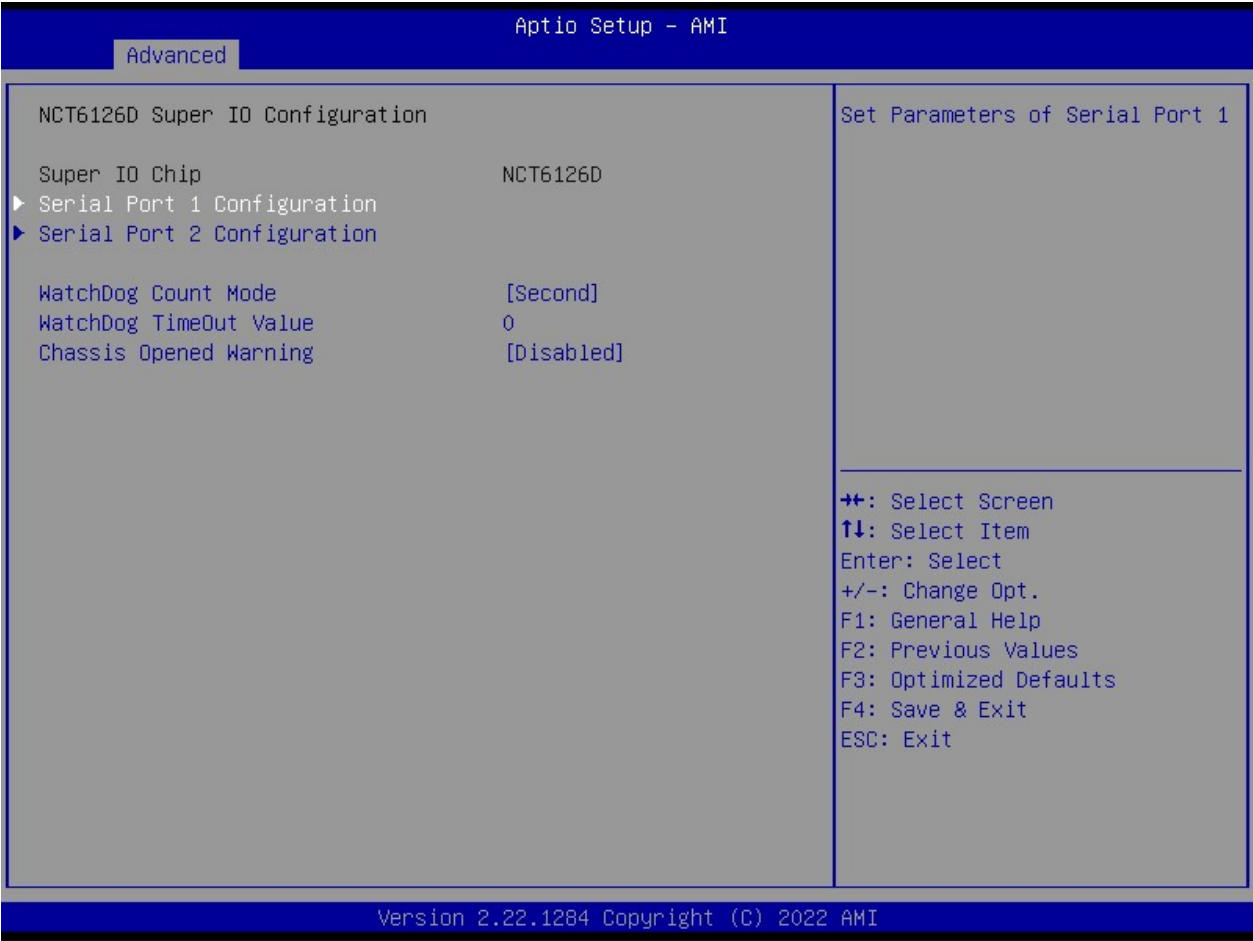 Aptio Setup – AMI
Advanced
NCT6126D Super IO Configuration
Super IO Chip NCT6126D
Serial Port 1 Configuration
Serial Port 2 Configuration
WatchDog Count Mode [Second]
WatchDog TimeOut Value 0
Chassis Opened Warning [Disabled]
Set Parameters of Serial Port 1
→←: Select Screen
↑↓: Select Item
Enter: Select
+/-: Change Opt.
F1: General Help
F2: Previous Values
F3: Optimized Defaults
F4: Save & Exit
ESC: Exit
Version 2.22.1284 Copyright (C) 2022 AMI